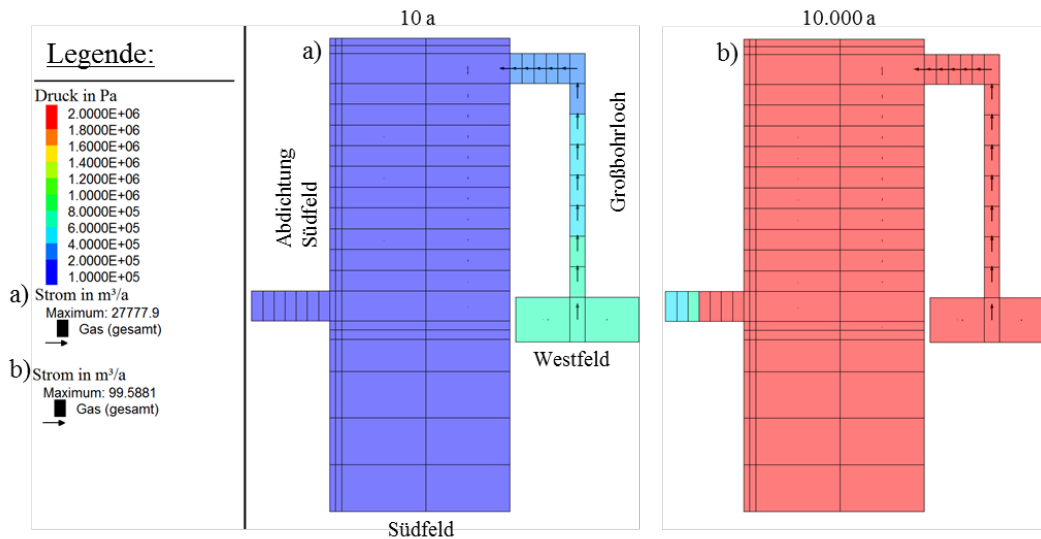 10 a
10.000 a
Legende:
Druck in Pa
2.0000E+06
1.8000E+06
1.6000E+06
1.4000E+06
1.2000E+06
1.0000E+06
8.0000E+05
6.0000E+05
4.0000E+05
2.0000E+05
1.0000E+05
a) Strom in m³/a
Maximum: 27777.9
Gas (gesamt)
b) Strom in m³/a
Maximum: 99.5881
Gas (gesamt)
a)
Abdichtung
Südfeld
Großbohrloch
Westfeld
Südfeld
b)